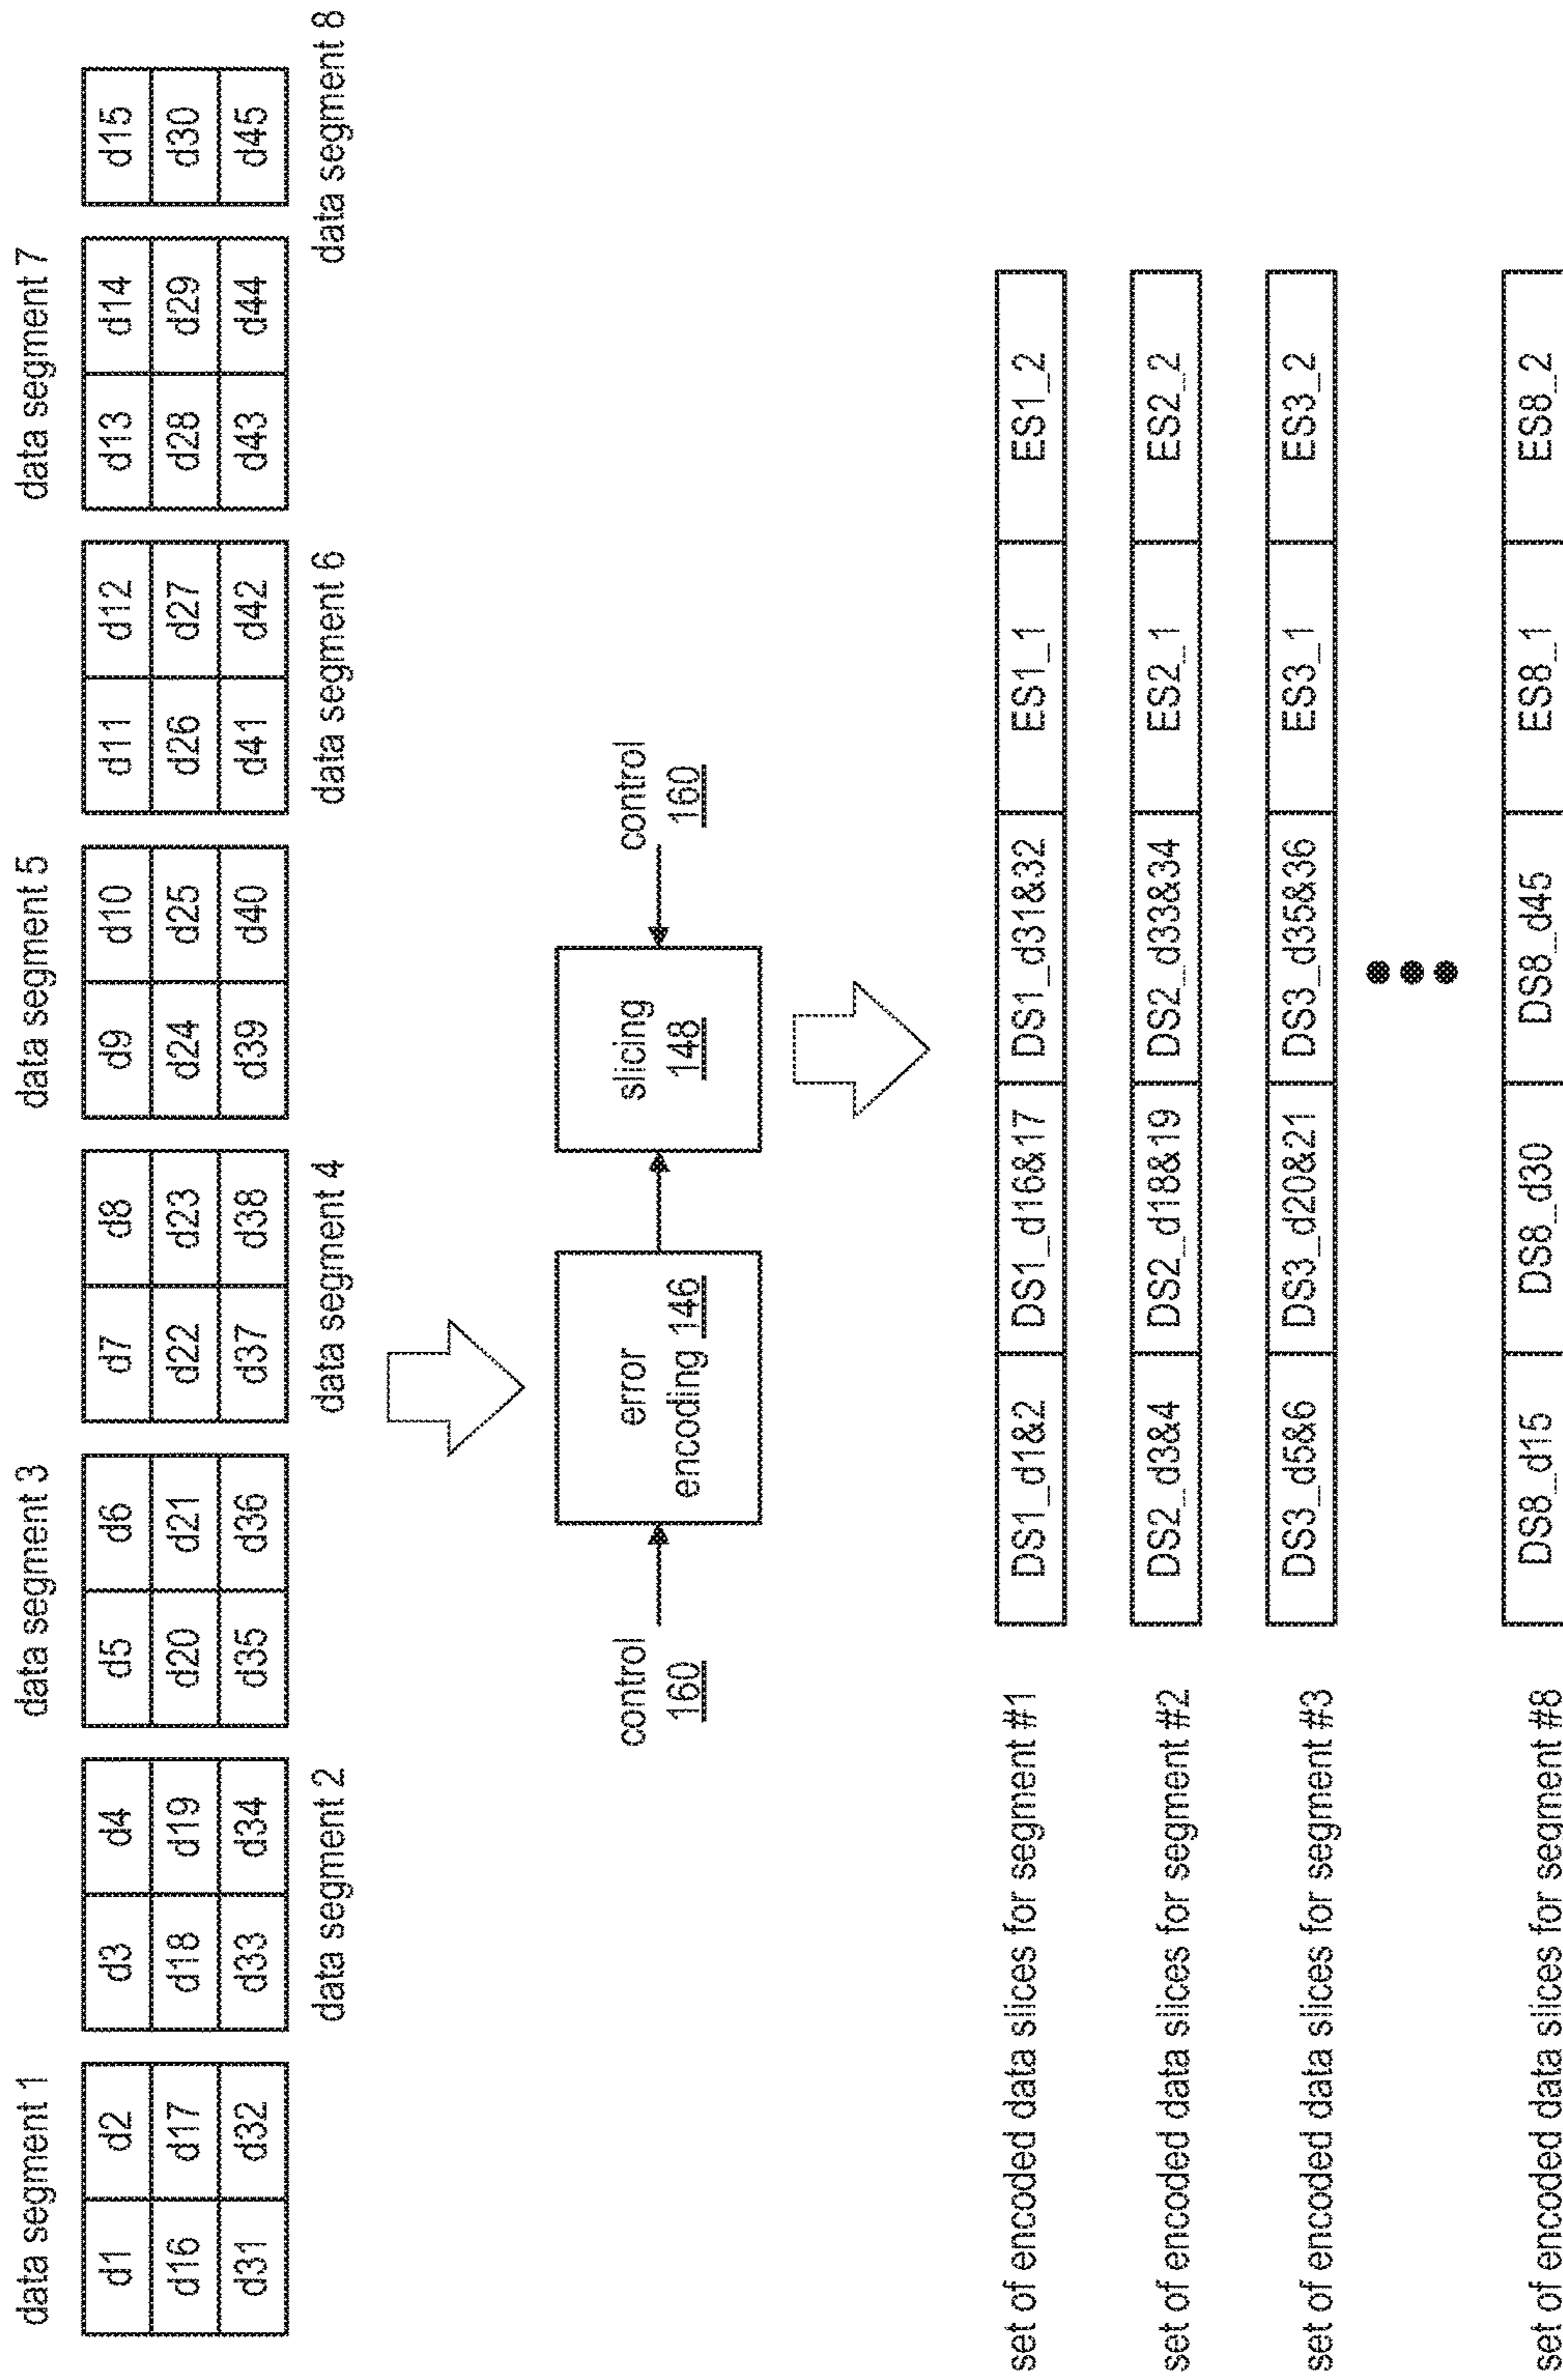 data segment 1
data segment 3
data segment 5
data segment 7
d1 d2 d3 d4 d5 d6 d7 d8 d9 d10 d11 d12 d13 d14 d15
d16 d17 d18 d19 d20 d21 d22 d23 d24 d25 d26 d27 d28 d29 d30
d31 d32 d33 d34 d35 d36 d37 d38 d39 d40 d41 d42 d43 d44 d45
data segment 2
data segment 4
data segment 6
data segment 8
control
160
error
encoding 146
slicing
148
control
160
set of encoded data slices for segment #1
DS1_d1&2 DS1_d16&17 DS1_d31&32 ES1_1 ES1_2
set of encoded data slices for segment #2
DS2_d3&4 DS2_d18&19 DS2_d33&34 ES2_1 ES2_2
set of encoded data slices for segment #3
DS3_d5&6 DS3_d20&21 DS3_d35&36 ES3_1 ES3_2
set of encoded data slices for segment #8
DS8_d15 DS8_d30 DS8_d45 ES8_1 ES8_2